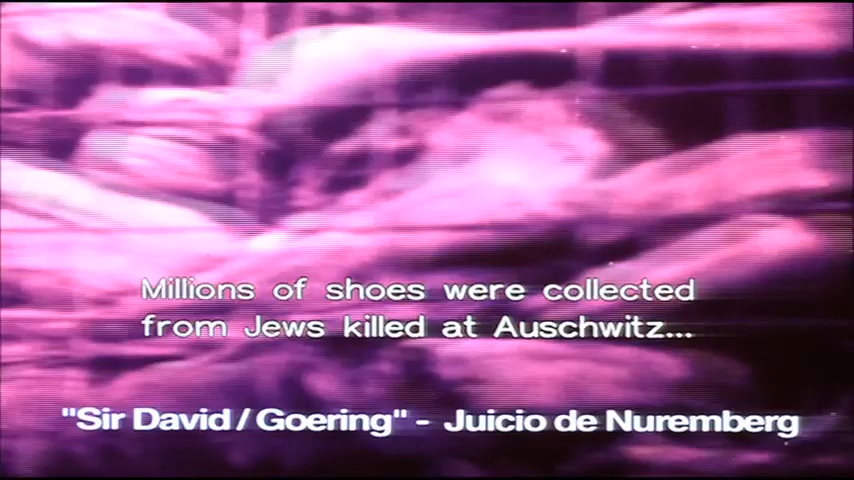 Millions of shoes were collected
from Jews killed at Auschwitz...
"Sir David / Goering" - Juicio de Nuremberg